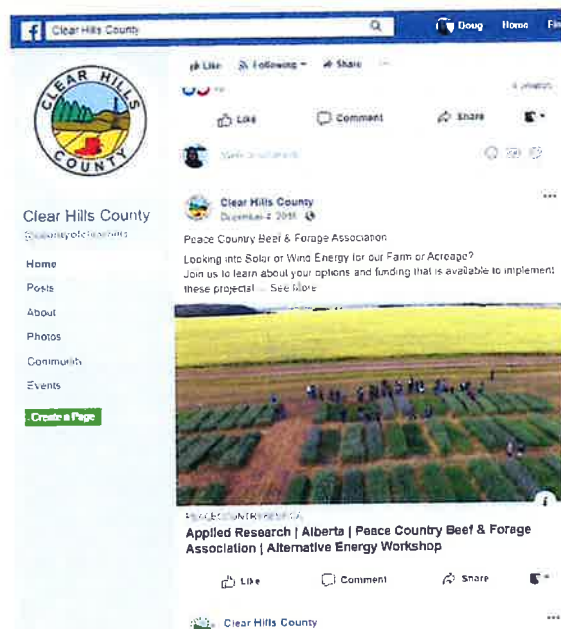 Clear Hills County
Doug Home
Like Following Share
Like Comment Share
CLEAR HILLS COUNTY
Clear Hills County
December 4, 2018
Peace Country Beef & Forage Association
Looking into Solar or Wind Energy for our Farm or Acreage?
Join us to learn about your options and funding that is available to implement
these projects! ... See More
Clear Hills County
Home
Posts
About
Photos
Community
Events
Create a Page
Applied Research | Alberta | Peace Country Beef & Forage
Association | Alternative Energy Workshop
Like Comment Share
Clear Hills County